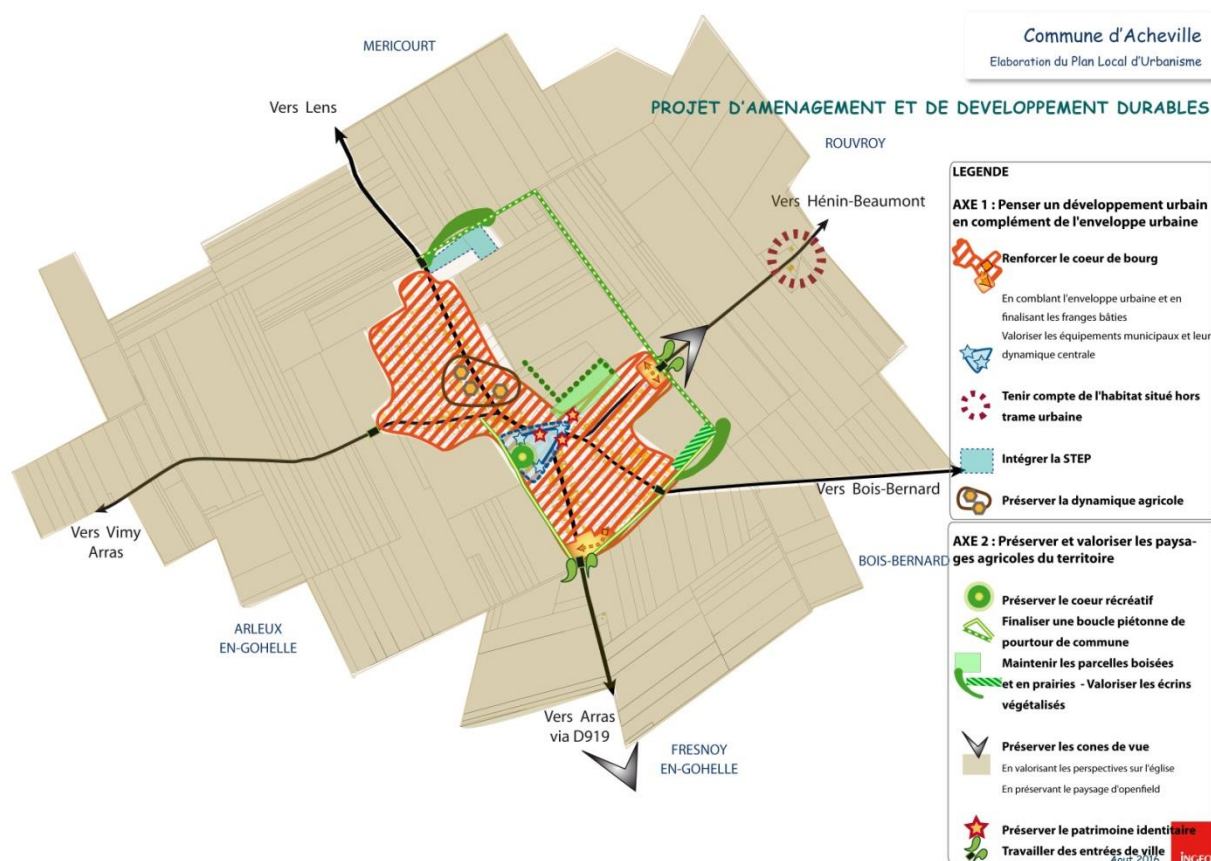 Commune d'Acheville
Elaboration du Plan Local d'Urbanisme
PROJET D'AMENAGEMENT ET DE DEVELOPPEMENT DURABLES
MERICOURT
Vers Lens
ROUVROY
Vers Hénin-Beaumont
Vers Bois-Bernard
Vers Vimy
Arras
BOIS-BERNARD
ARLEUX
EN-GOHELLE
Vers Arras
via D919
FRESNOY
EN-GOHELLE
LEGENDE
AXE 1 : Penser un développement urbain
en complément de l'enveloppe urbaine
Renforcer le coeur de bourg
En comblant l'enveloppe urbaine et en
finalisant les franges bâties
Valoriser les équipements municipaux et leur
dynamique centrale
Tenir compte de l'habitat situé hors
trame urbaine
Intégrer la STEP
Préserver la dynamique agricole
AXE 2 : Préserver et valoriser les paysa-
ges agricoles du territoire
Préserver le coeur récréatif
Finaliser une boucle piétonne de
pourtour de commune
Maintenir les parcelles boisées
et en prairies - Valoriser les écrins
végétalisés
Préserver les cones de vue
En valorisant les perspectives sur l'église
En préservant le paysage d'openfield
Préserver le patrimoine identitaire
Travailler des entrées de ville
Aout 2016
INGEO